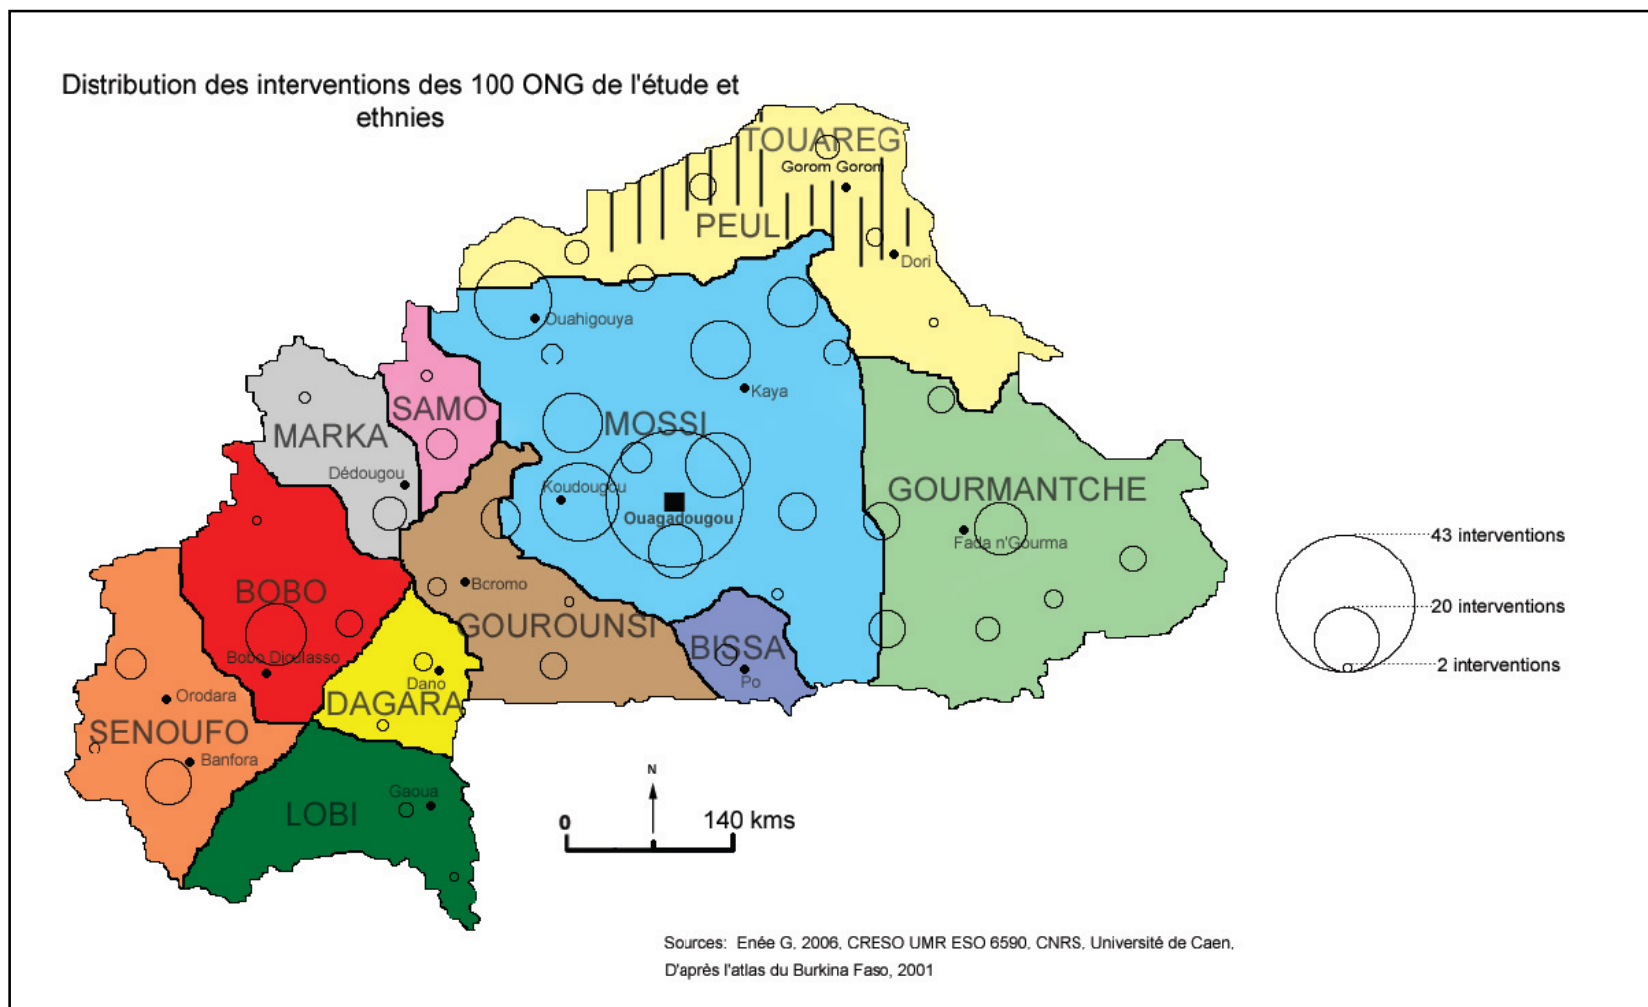 Distribution des interventions des 100 ONG de l'étude et
ethnies
TOUAREG
Gorom Gorom
PEUL
Dori
Ouahigouya
Kaya
SAMO
MOSSI
MARKA
Dédougou
Koudougou
Ouagadougou
GOURMANTCHE
Fada n'Gourma
43 interventions
20 interventions
2 interventions
BOBO
Bcromo
GOUROUNSI
BISSA
Po
Bobo Dioulasso
Dano
DAGARA
Orodara
SENOUFO
Banfora
Gaoua
LOBI
N
0
140 kms
Sources: Enée G, 2006, CRESO UMR ESO 6590, CNRS, Université de Caen,
D'après l'atlas du Burkina Faso, 2001